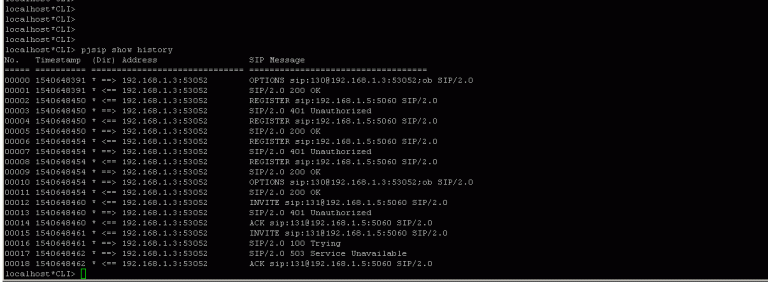 localhost*CLI>
localhost*CLI>
localhost*CLI>
localhost*CLI>
localhost*CLI> pjsip show history
No.   Timestamp  (Dir) Address                  SIP Message
===== ========== ============================== ===================================
00000 1540648391 * ==> 192.168.1.3:53052        OPTIONS sip:130@192.168.1.3:53052;ob SIP/2.0
00001 1540648391 * <== 192.168.1.3:53052        SIP/2.0 200 OK
00002 1540648450 * <== 192.168.1.3:53052        REGISTER sip:192.168.1.5:5060 SIP/2.0
00003 1540648450 * ==> 192.168.1.3:53052        SIP/2.0 401 Unauthorized
00004 1540648450 * <== 192.168.1.3:53052        REGISTER sip:192.168.1.5:5060 SIP/2.0
00005 1540648450 * ==> 192.168.1.3:53052        SIP/2.0 200 OK
00006 1540648454 * <== 192.168.1.3:53052        REGISTER sip:192.168.1.5:5060 SIP/2.0
00007 1540648454 * ==> 192.168.1.3:53052        SIP/2.0 401 Unauthorized
00008 1540648454 * <== 192.168.1.3:53052        REGISTER sip:192.168.1.5:5060 SIP/2.0
00009 1540648454 * ==> 192.168.1.3:53052        SIP/2.0 200 OK
00010 1540648454 * ==> 192.168.1.3:53052        OPTIONS sip:130@192.168.1.3:53052;ob SIP/2.0
00011 1540648454 * <== 192.168.1.3:53052        SIP/2.0 200 OK
00012 1540648460 * <== 192.168.1.3:53052        INVITE sip:131@192.168.1.5:5060 SIP/2.0
00013 1540648460 * ==> 192.168.1.3:53052        SIP/2.0 401 Unauthorized
00014 1540648460 * <== 192.168.1.3:53052        ACK sip:131@192.168.1.5:5060 SIP/2.0
00015 1540648461 * <== 192.168.1.3:53052        INVITE sip:131@192.168.1.5:5060 SIP/2.0
00016 1540648461 * ==> 192.168.1.3:53052        SIP/2.0 100 Trying
00017 1540648462 * ==> 192.168.1.3:53052        SIP/2.0 503 Service Unavailable
00018 1540648462 * <== 192.168.1.3:53052        ACK sip:131@192.168.1.5:5060 SIP/2.0
localhost*CLI>